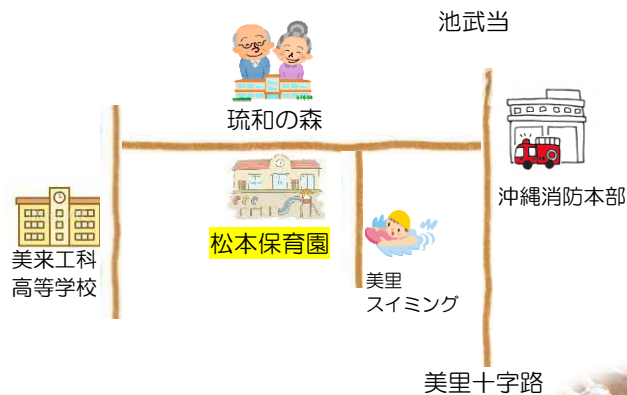 池武当
琉和の森
沖縄消防本部
松本保育園
美来工科
高等学校
美里
スイミング
美里十字路